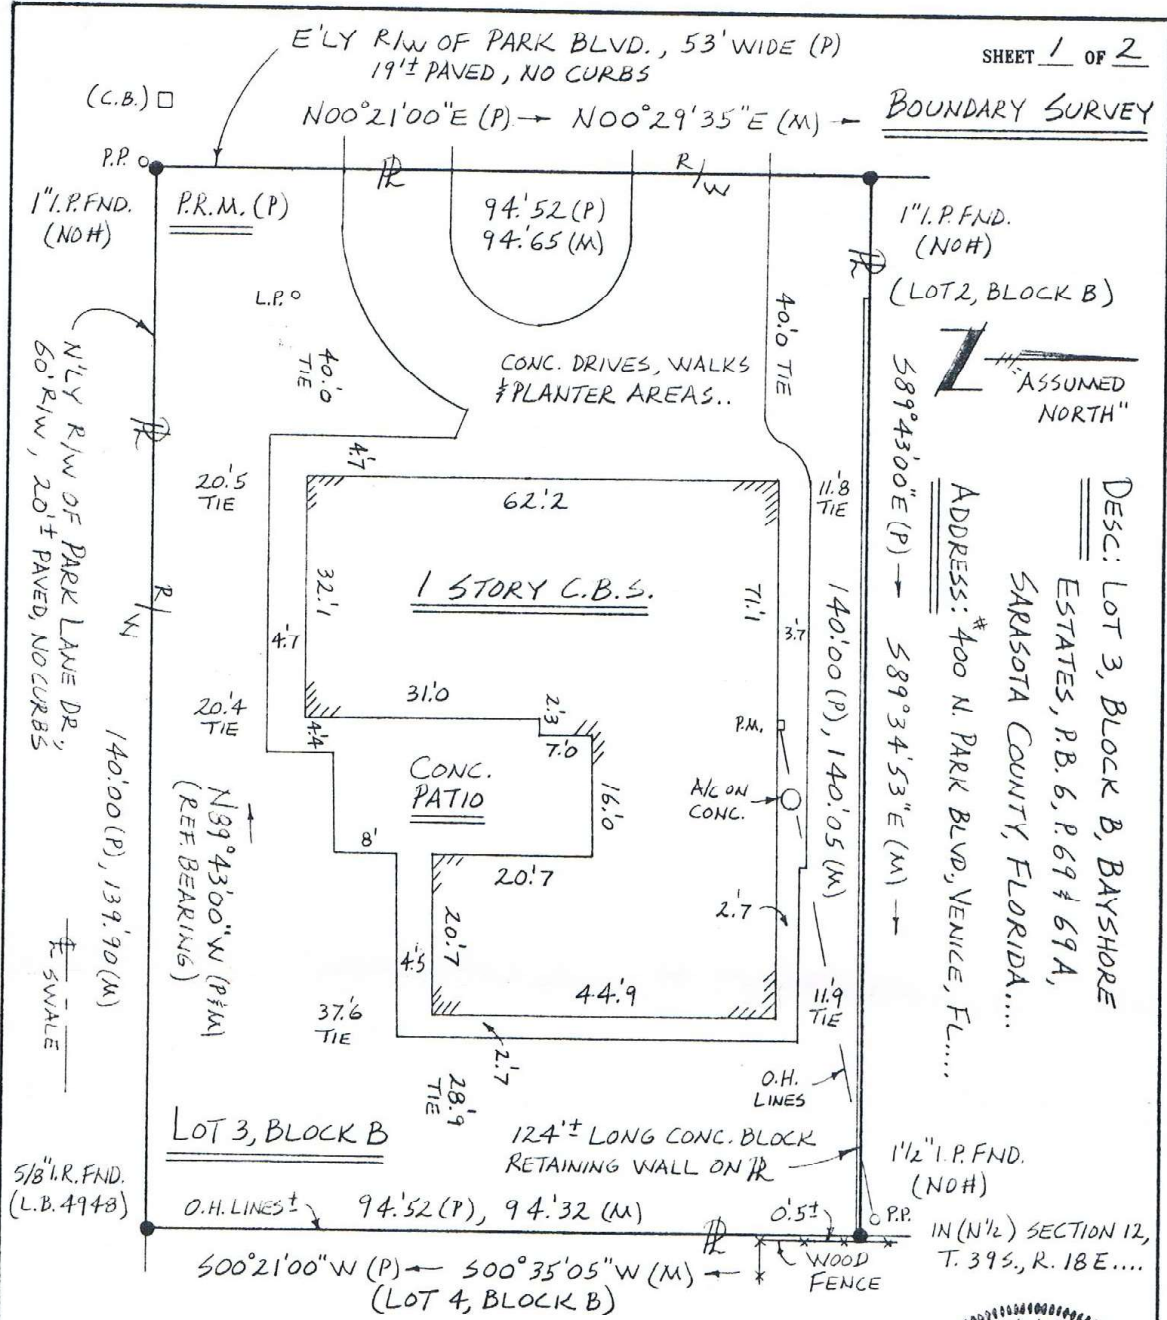 SHEET 1 OF 2
BOUNDARY SURVEY
E'LY R/W OF PARK BLVD., 53' WIDE (P)
19'± PAVED, NO CURBS
(C.B.)
N00°21'00"E (P) → N00°29'35"E (M) →
P.P.
1" I.P. FND.
(NO#)
P.R.M. (P)
PL
R/W
94.'52 (P)
94.'65 (M)
1" I.P. FND.
(NO#)
(LOT 2, BLOCK B)
PL
L.P.
40.'0
TIE
40.'0 TIE
CONC. DRIVES, WALKS
& PLANTER AREAS..
"ASSUMED
NORTH"
N'LY R/W OF PARK LANE DR.,
60' R/W, 20'± PAVED, NO CURBS
PL
R/W
S89°43'00"E (P) → S89°34'53"E (M) →
DESC: LOT 3, BLOCK B, BAYSHORE
ESTATES, P.B. 6, P. 69 & 69A,
SARASOTA COUNTY, FLORIDA....
ADDRESS: #400 N. PARK BLVD., VENICE, FL....
4.'7
20.'5
TIE
62.'2
11.'8
TIE
1 STORY C.B.S.
32.'1
71.'1
4.'7
3.'7
140.'00 (P), 140.'05 (M)
20.'4
TIE
31.'0
2.'3
7.'0
4.'4
P.M.
CONC.
PATIO
16.'0
A/C ON
CONC.
8'
20.'7
N89°43'00"W (P&M)
(REF. BEARING)
140.'00 (P), 139.'90 (M)
℄ SWALE
2.'7
4.'5
20.'7
44.'9
37.'6
TIE
11.'9
TIE
2.'7
28.'9
TIE
O.H.
LINES
LOT 3, BLOCK B
124'± LONG CONC. BLOCK
RETAINING WALL ON PL
1 1/2" I.P. FND.
(NO#)
5/8" I.R. FND.
(L.B. 4948)
O.H. LINES ±
94.'52 (P), 94.'32 (M)
0.'5±
P.P.
PL
WOOD
FENCE
IN (N 1/2) SECTION 12,
T. 39S., R. 18E....
S00°21'00"W (P) ← S00°35'05"W (M) ←
(LOT 4, BLOCK B)